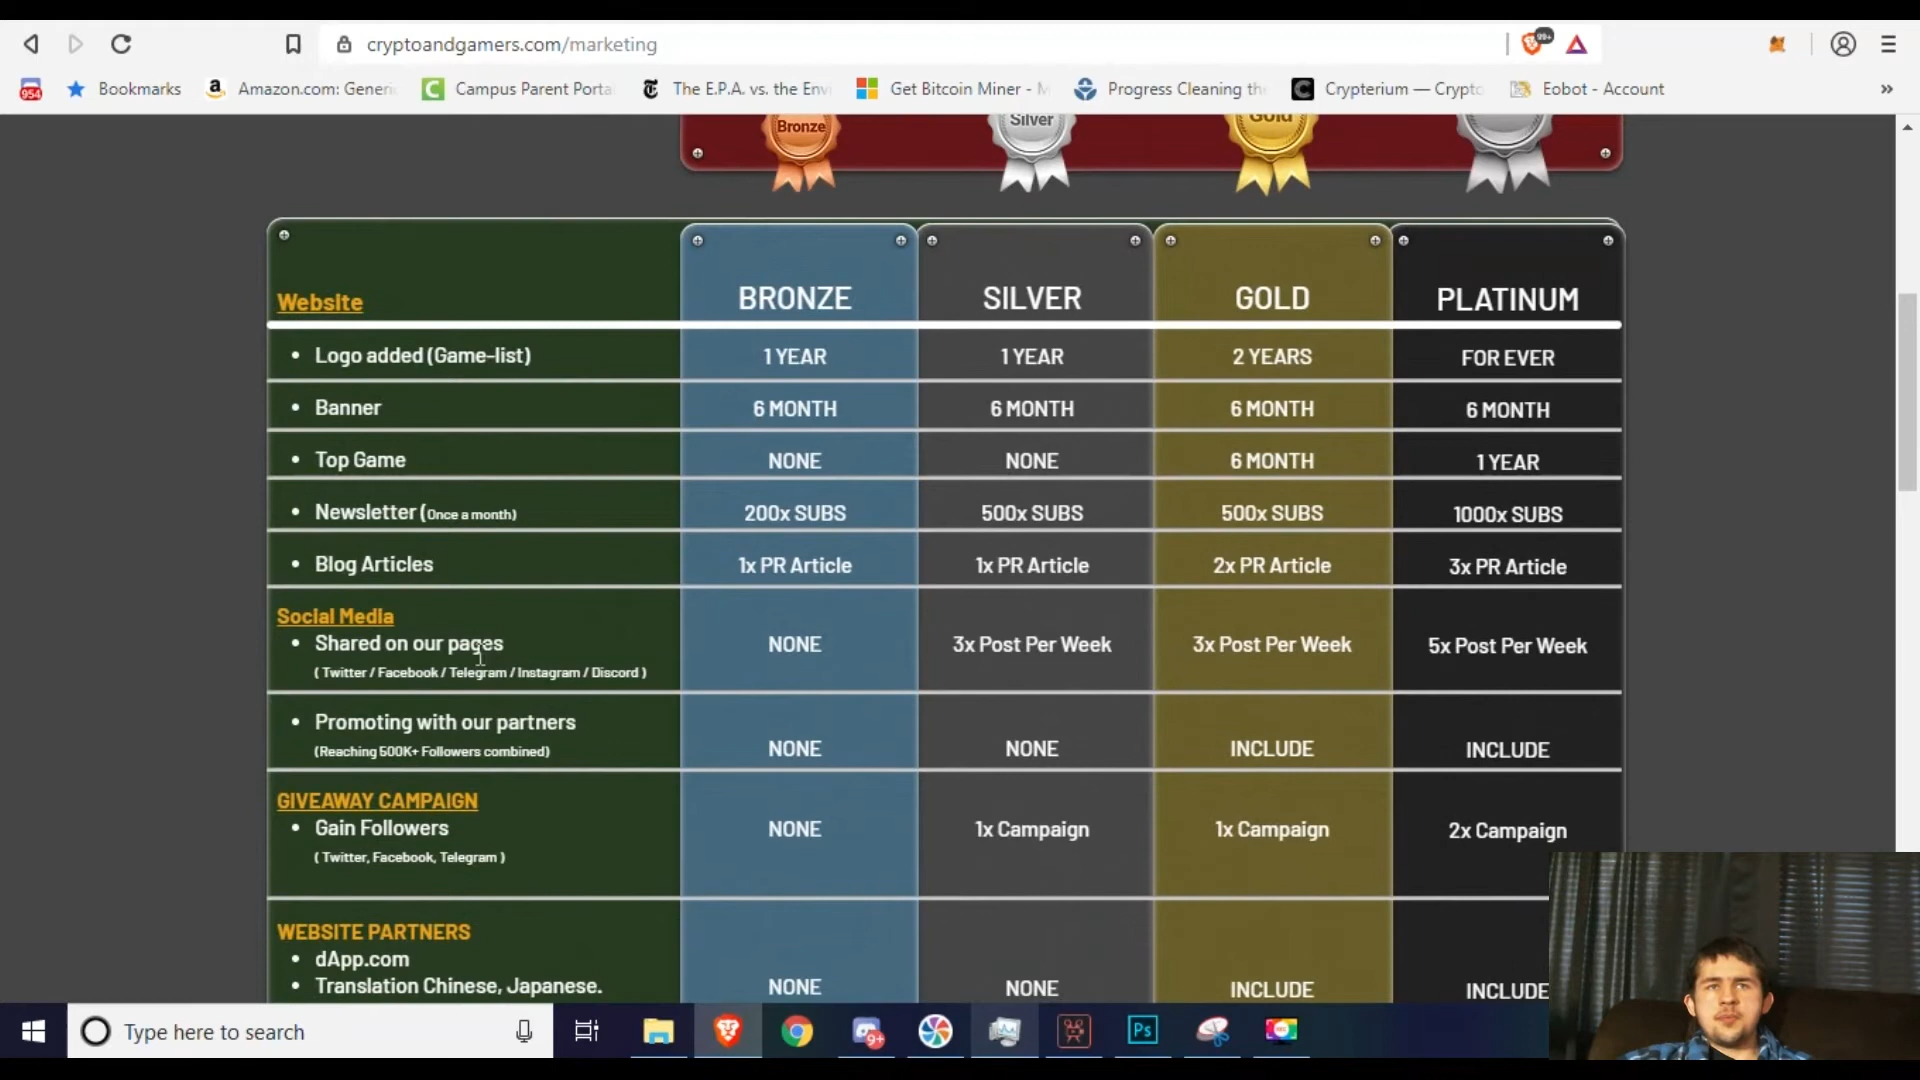 cryptoandgamers.com/marketing
99+
954
Bookmarks
Amazon.com: Generi
Campus Parent Porta
The E.P.A. vs. the Env
Get Bitcoin Miner - M
Progress Cleaning th
Crypterium — Crypto
Eobot - Account
»
Bronze
Silver
Gold
Website
BRONZE
SILVER
GOLD
PLATINUM
• Logo added (Game-list)
1 YEAR
1 YEAR
2 YEARS
FOR EVER
• Banner
6 MONTH
6 MONTH
6 MONTH
6 MONTH
• Top Game
NONE
NONE
6 MONTH
1 YEAR
• Newsletter (Once a month)
200x SUBS
500x SUBS
500x SUBS
1000x SUBS
• Blog Articles
1x PR Article
1x PR Article
2x PR Article
3x PR Article
Social Media
• Shared on our pages
( Twitter / Facebook / Telegram / Instagram / Discord )
NONE
3x Post Per Week
3x Post Per Week
5x Post Per Week
• Promoting with our partners
(Reaching 500K+ Followers combined)
NONE
NONE
INCLUDE
INCLUDE
GIVEAWAY CAMPAIGN
• Gain Followers
( Twitter, Facebook, Telegram )
NONE
1x Campaign
1x Campaign
2x Campaign
WEBSITE PARTNERS
• dApp.com
• Translation Chinese, Japanese.
NONE
NONE
INCLUDE
INCLUDE
Type here to search
9+
Ps